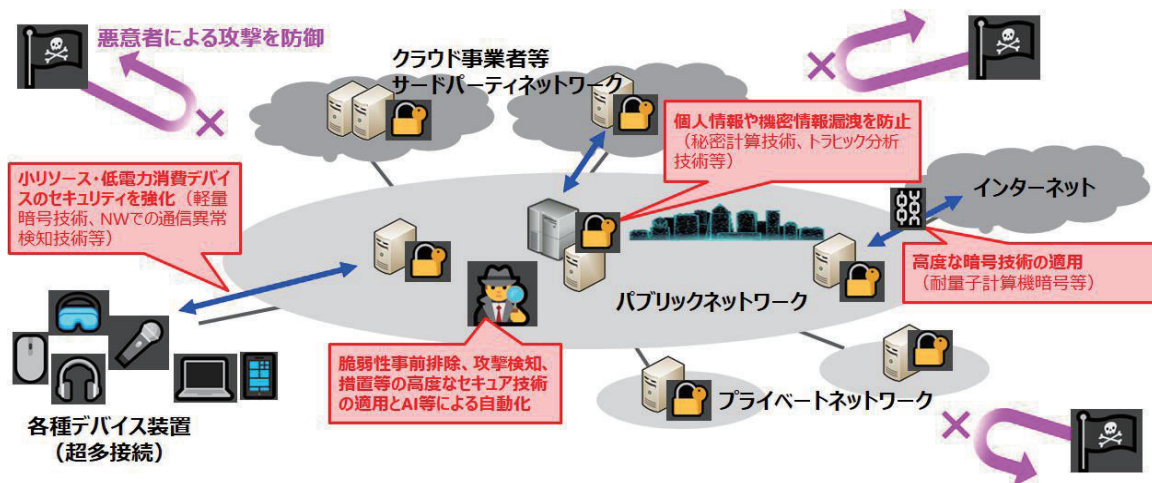 悪意者による攻撃を防御
クラウド事業者等
サードパーティネットワーク
個人情報や機密情報漏洩を防止
（秘密計算技術、トラヒック分析
技術等）
小リソース・低電力消費デバイ
スのセキュリティを強化（軽量
暗号技術、NWでの通信異常
検知技術等）
インターネット
高度な暗号技術の適用
（耐量子計算機暗号等）
パブリックネットワーク
脆弱性事前排除、攻撃検知、
措置等の高度なセキュア技術
の適用とAI等による自動化
プライベートネットワーク
各種デバイス装置
（超多接続）